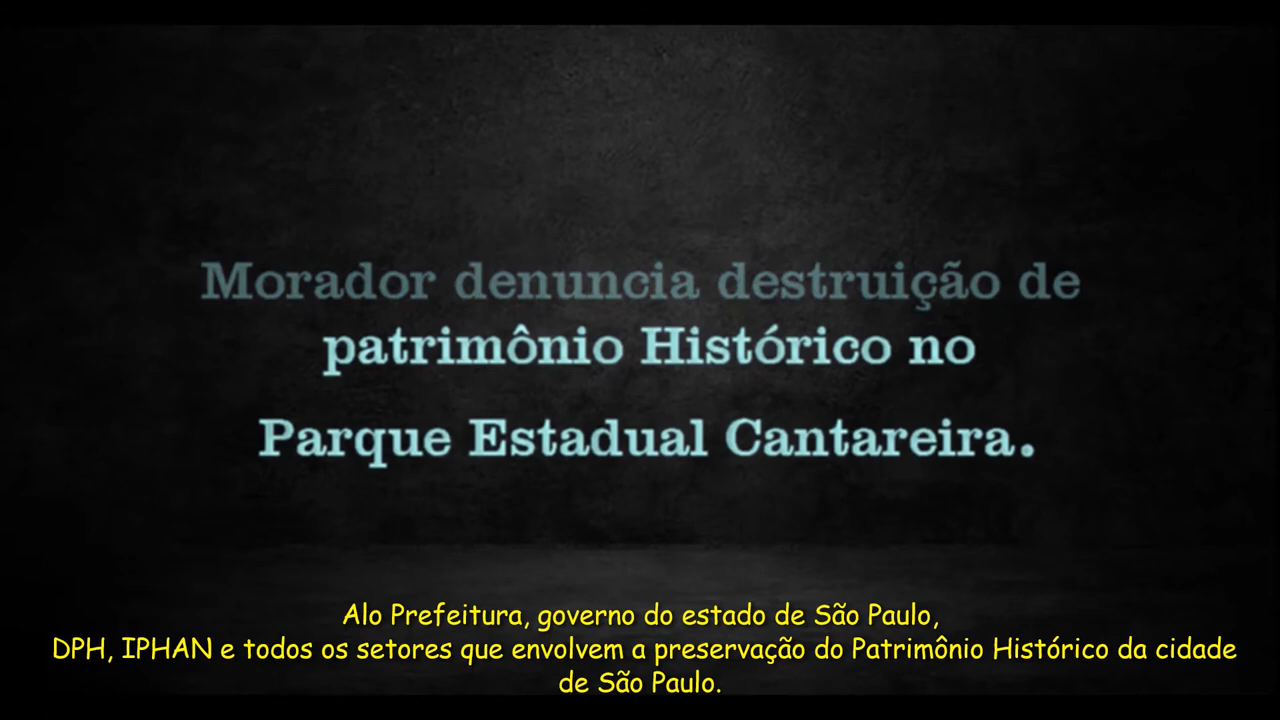 Morador denuncia destruição de
patrimônio Histórico no
Parque Estadual Cantareira.
Alo Prefeitura, governo do estado de São Paulo,
DPH, IPHAN e todos os setores que envolvem a preservação do Patrimônio Histórico da cidade
de São Paulo.